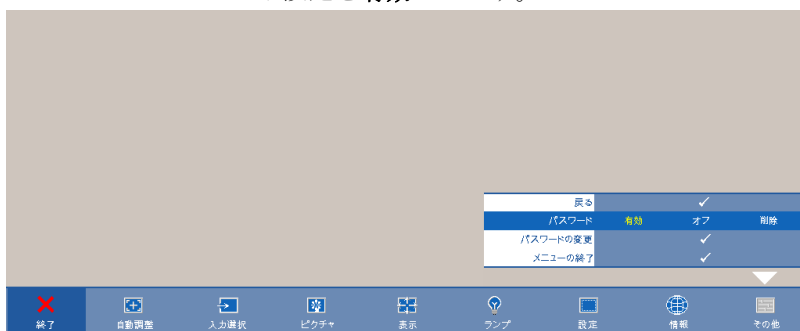 戻る
パスワード 有効 オフ 削除
パスワードの変更
メニューの終了
終了 自動調整 入力選択 ピクチャ 表示 ランプ 設定 情報 その他